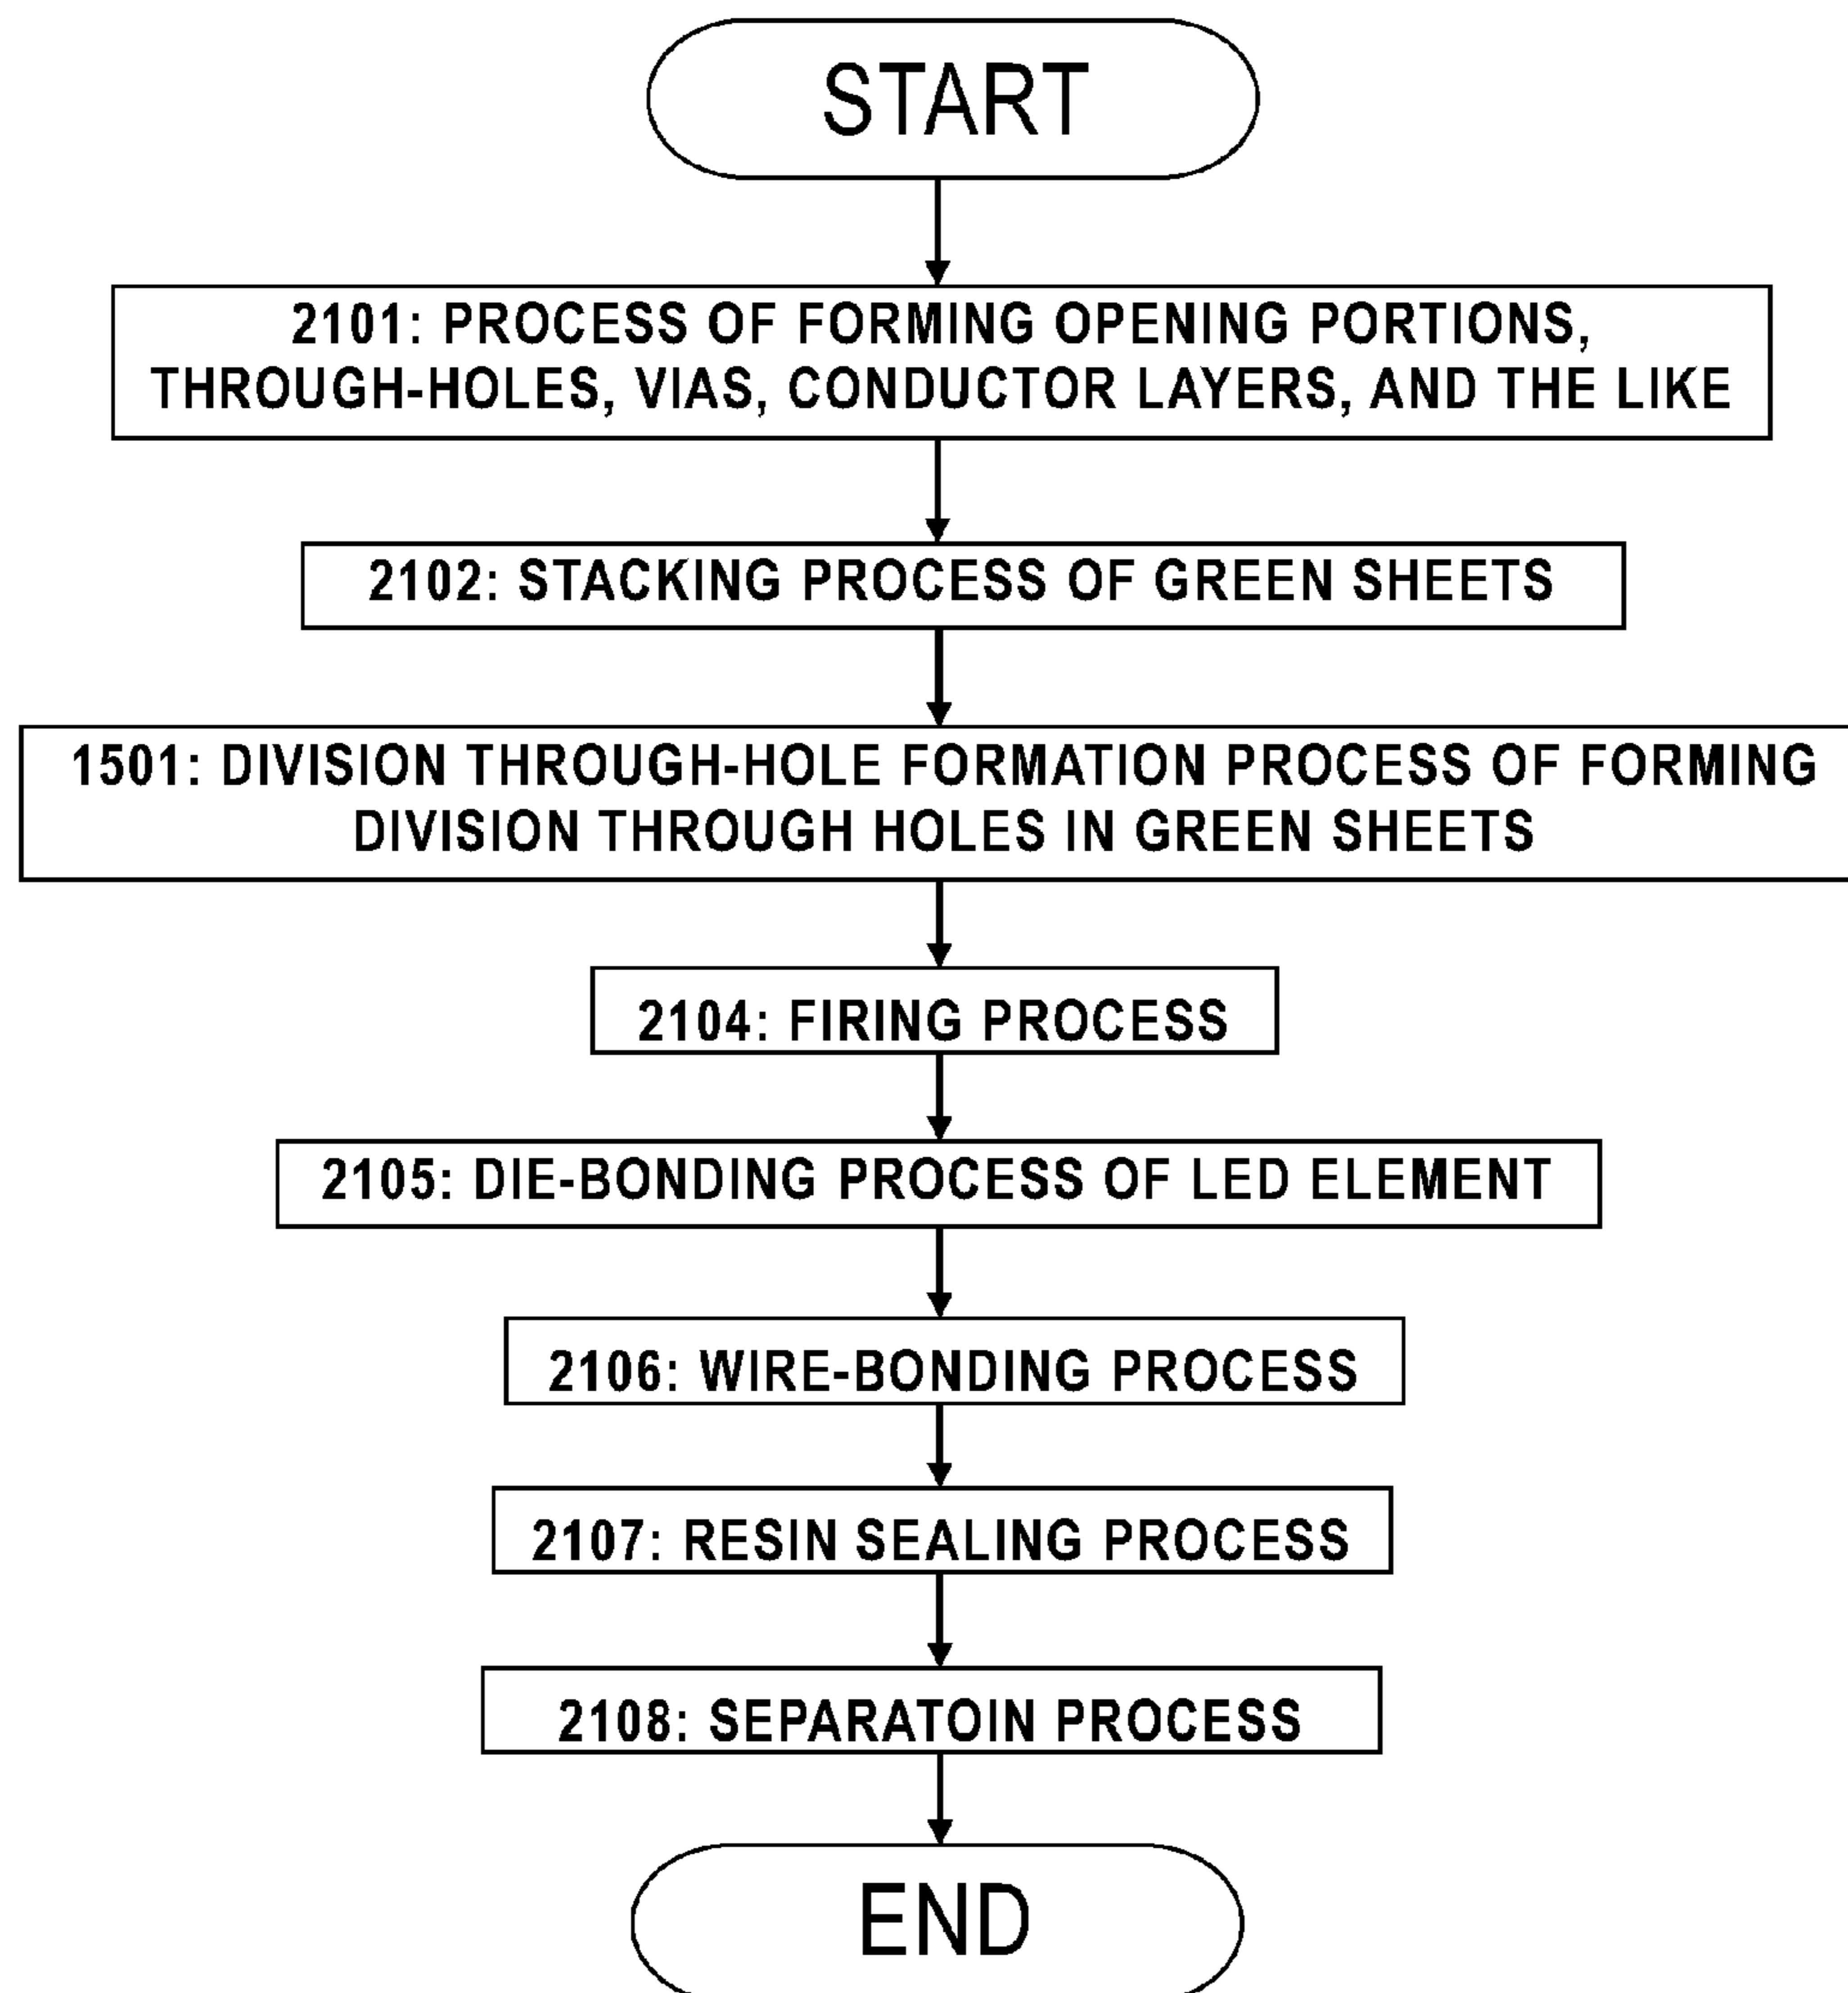 START
2101: PROCESS OF FORMING OPENING PORTIONS,
THROUGH-HOLES, VIAS, CONDUCTOR LAYERS, AND THE LIKE
2102: STACKING PROCESS OF GREEN SHEETS
1501: DIVISION THROUGH-HOLE FORMATION PROCESS OF FORMING
DIVISION THROUGH HOLES IN GREEN SHEETS
2104: FIRING PROCESS
2105: DIE-BONDING PROCESS OF LED ELEMENT
2106: WIRE-BONDING PROCESS
2107: RESIN SEALING PROCESS
2108: SEPARATOIN PROCESS
END